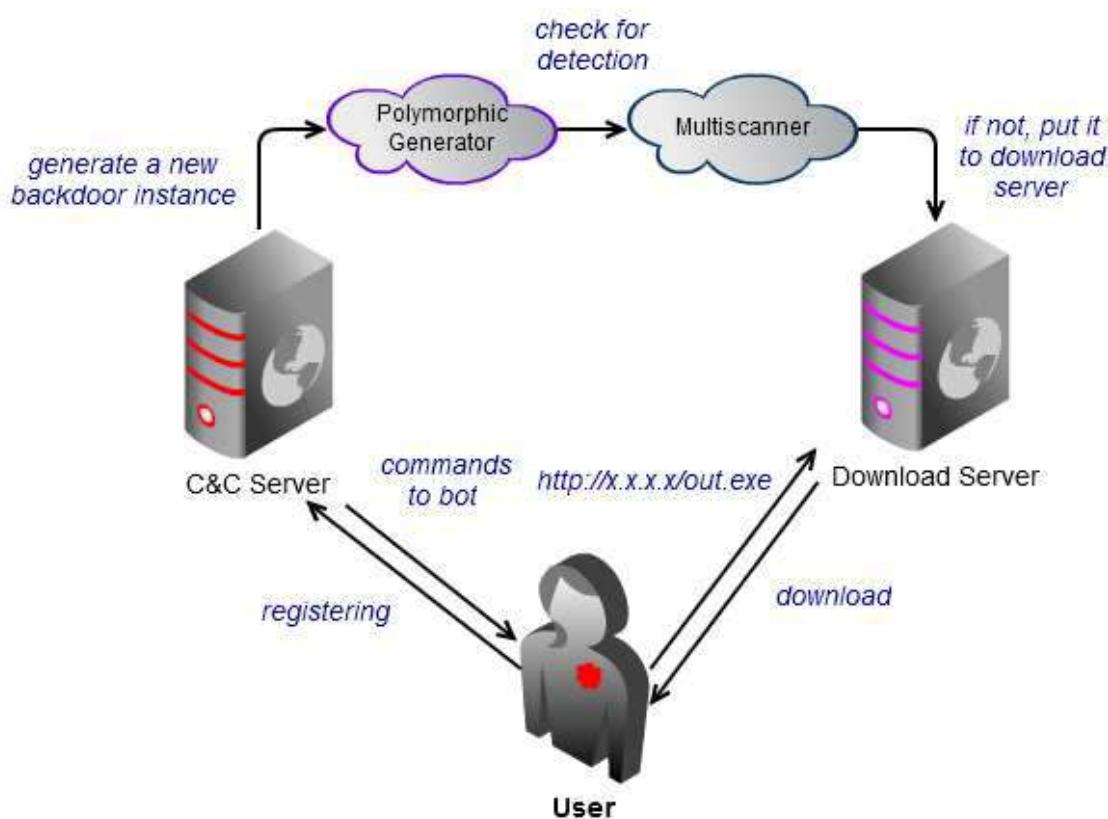 check for
detection
Polymorphic
Generator
Multiscanner
generate a new
backdoor instance
if not, put it
to download
server
C&C Server
commands
to bot
http://x.x.x.x/out.exe
Download Server
registering
download
User